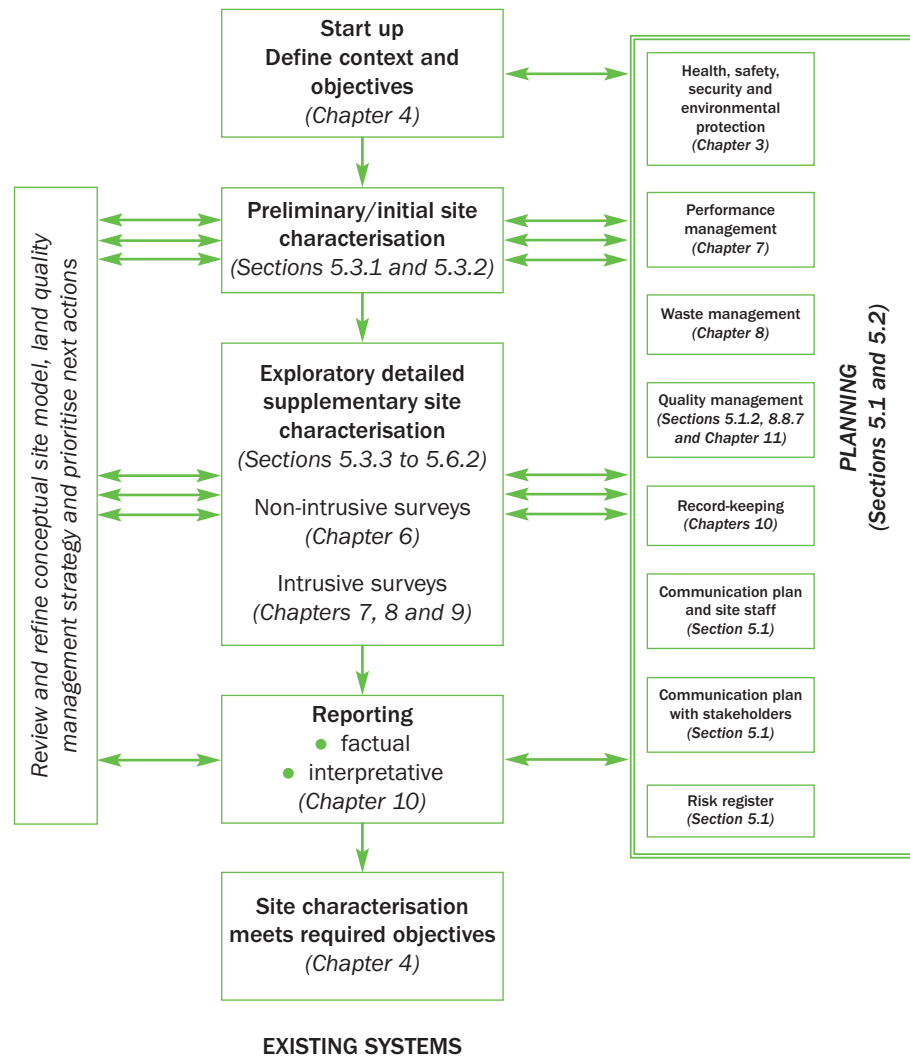 Start up
Define context and
objectives
(Chapter 4)
Preliminary/initial site
characterisation
(Sections 5.3.1 and 5.3.2)
Exploratory detailed
supplementary site
characterisation
(Sections 5.3.3 to 5.6.2)
Non-intrusive surveys
(Chapter 6)
Intrusive surveys
(Chapters 7, 8 and 9)
Reporting
● factual
● interpretative
(Chapter 10)
Site characterisation
meets required objectives
(Chapter 4)
Review and refine conceptual site model, land quality
management strategy and prioritise next actions
Health, safety,
security and
environmental
protection
(Chapter 3)
Performance
management
(Chapter 7)
Waste management
(Chapter 8)
Quality management
(Sections 5.1.2, 8.8.7
and Chapter 11)
Record-keeping
(Chapters 10)
Communication plan
and site staff
(Section 5.1)
Communication plan
with stakeholders
(Section 5.1)
Risk register
(Section 5.1)
PLANNING
(Sections 5.1 and 5.2)
EXISTING SYSTEMS